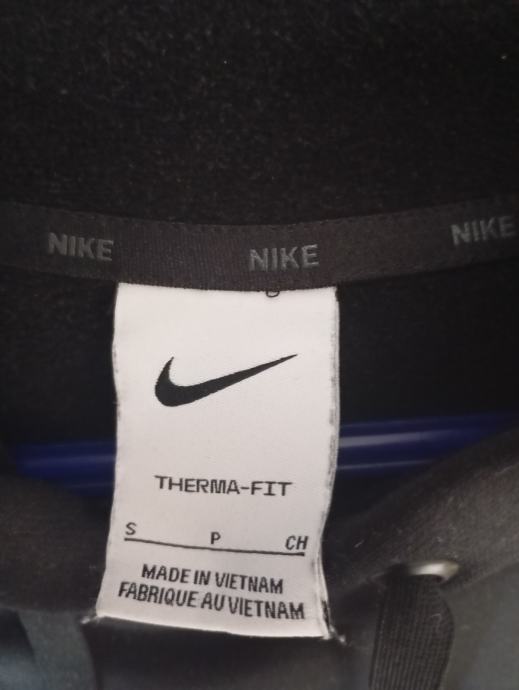 NIKE NIKE NIKE
THERMA-FIT
S P CH
MADE IN VIETNAM
FABRIQUE AU VIETNAM